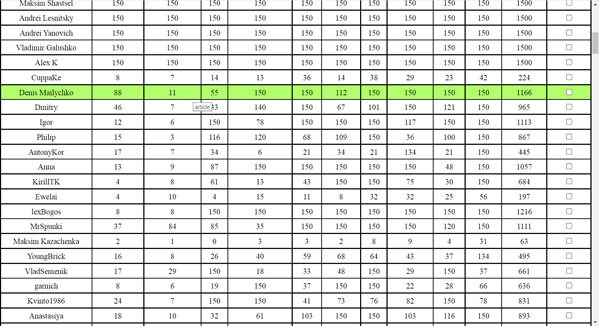 Maksim Shastsel 150 150 150 150 150 150 150 150 150 150 1500
Andrei Lesnitsky 150 150 150 150 150 150 150 150 150 150 1500
Andrei Yanovich 150 150 150 150 150 150 150 150 150 150 1500
Vladimir Galushko 150 150 150 150 150 150 150 150 150 150 1500
Alex K 150 150 150 150 150 150 150 150 150 150 1500
CuppaKe 8 7 14 13 36 14 38 29 23 42 224
Denis Mailychko 88 11 55 150 150 112 150 150 150 150 1166
Dmitry 46 7 article 33 140 150 67 101 150 121 150 965
Igor 12 6 150 78 150 150 150 117 150 150 1113
Philip 15 3 116 120 68 109 150 36 100 150 867
AntonyKor 17 7 34 6 21 34 21 134 21 150 445
Anna 13 9 87 150 150 150 150 150 48 150 1057
KirillTK 4 8 61 13 43 150 150 75 30 150 684
Ewelai 4 10 4 15 11 8 32 32 25 56 197
lexBogos 8 8 150 150 150 150 150 150 150 150 1216
MrSpunki 37 84 85 35 150 150 150 150 120 150 1111
Maksim Kazachenka 2 1 0 3 3 2 8 9 4 31 63
YoungBrick 16 8 26 40 59 68 64 43 37 134 495
VladSemenik 17 29 150 18 33 48 150 29 150 37 661
garnich 8 6 19 150 37 150 150 22 28 66 636
Kvinto1986 24 7 150 150 41 73 76 82 150 78 831
Anastasiya 18 10 32 61 103 150 150 103 116 150 893